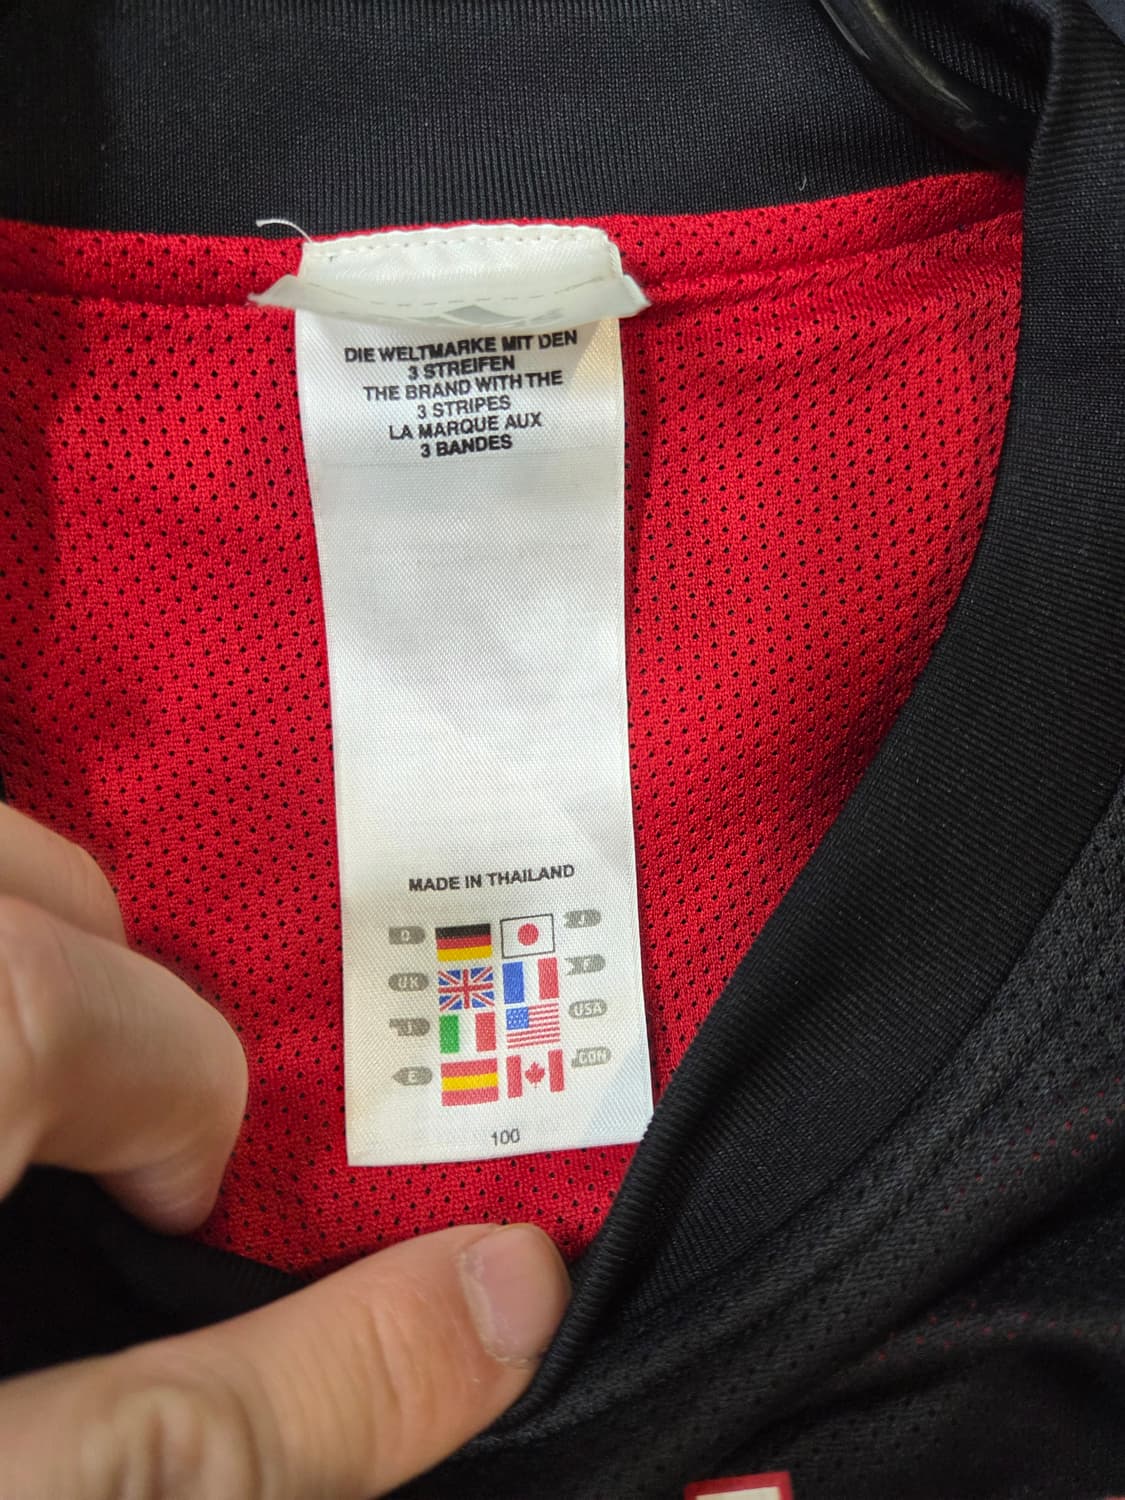 DIE WELTMARKE MIT DEN
3 STREIFEN
THE BRAND WITH THE
3 STRIPES
LA MARQUE AUX
3 BANDES
MADE IN THAILAND
D
J
UK
F
I
USA
E
CDN
100